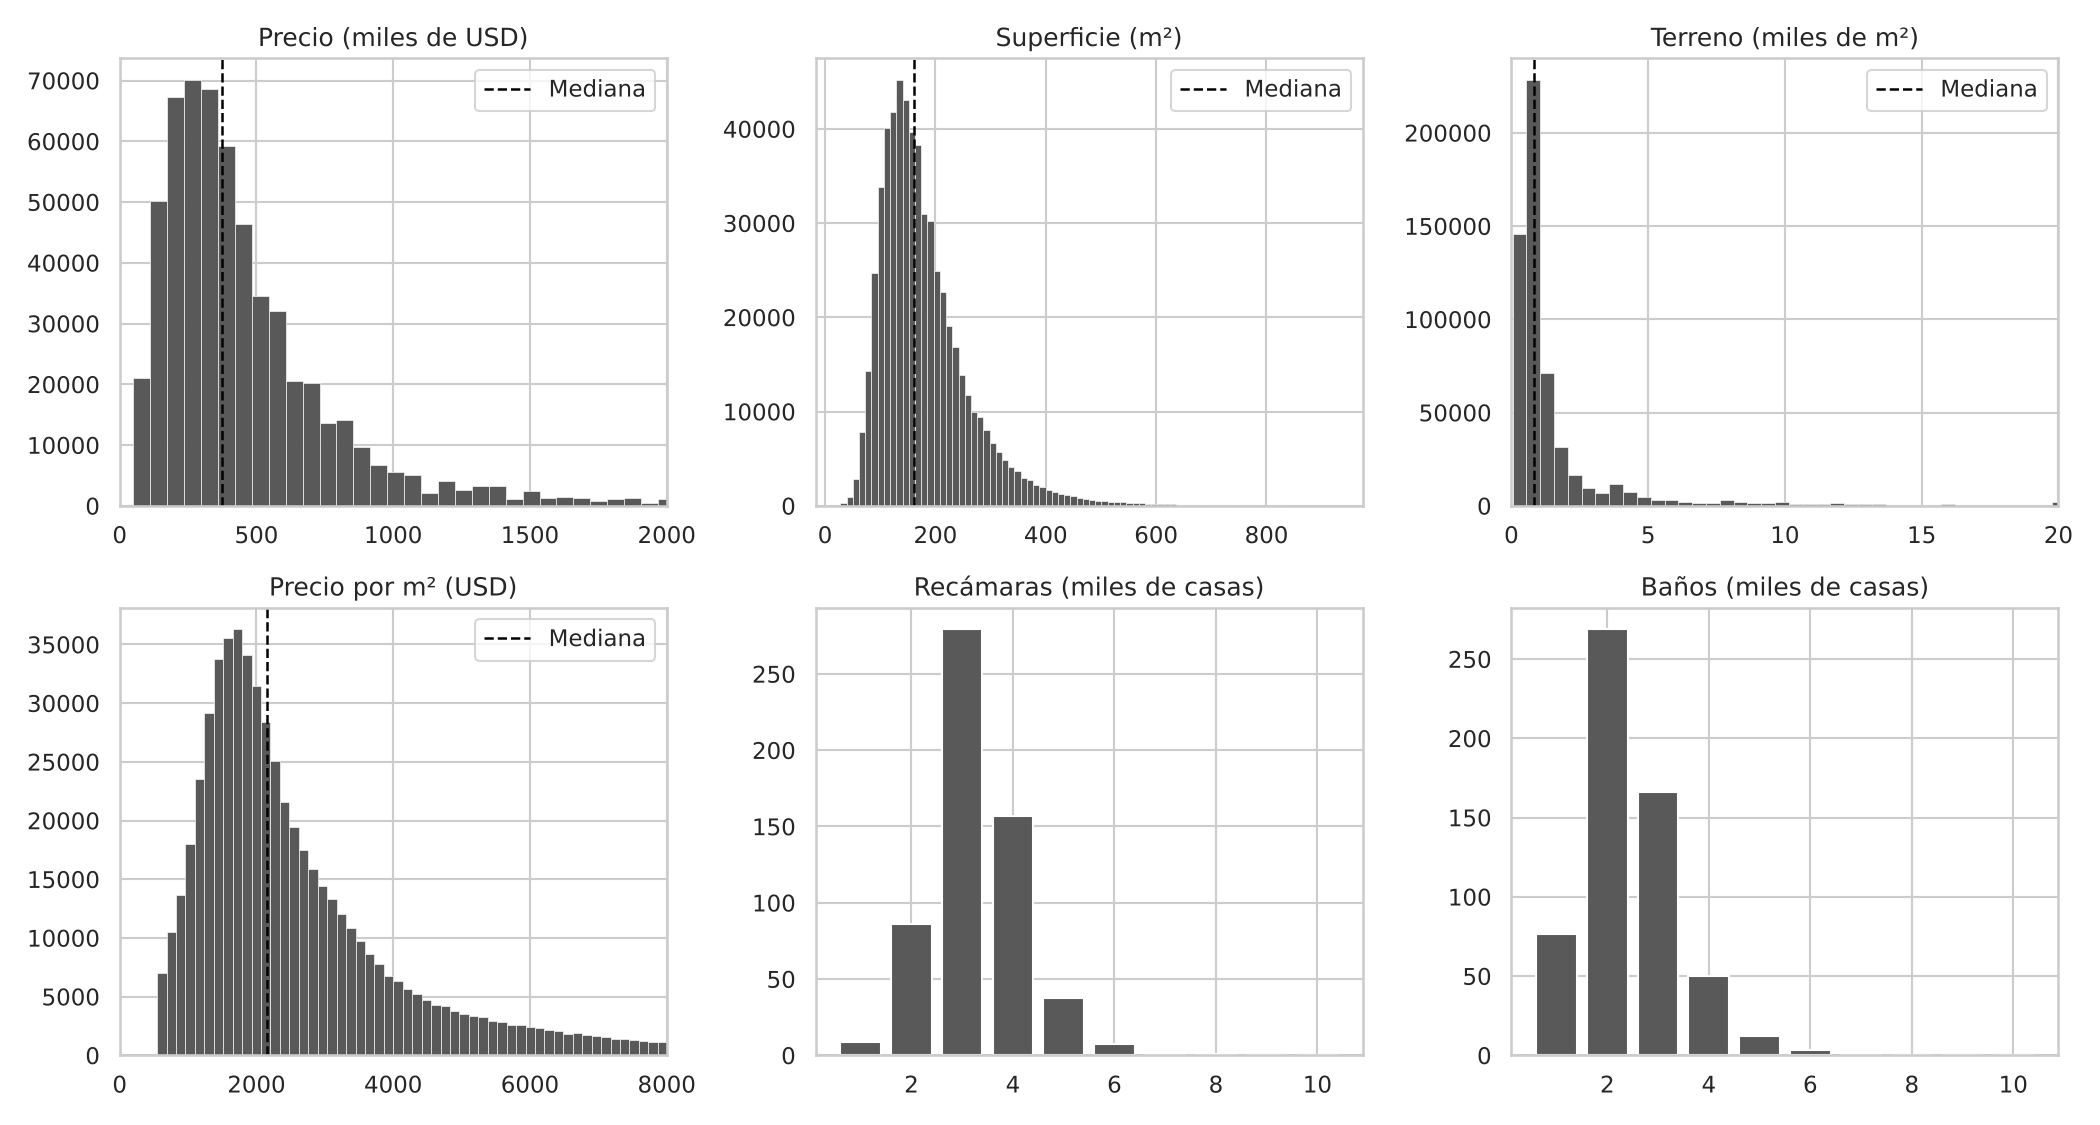 Precio (miles de USD)
Mediana
70000
60000
50000
40000
30000
20000
10000
0
0 500 1000 1500 2000
Superficie (m²)
Mediana
40000
30000
20000
10000
0
0 200 400 600 800
Terreno (miles de m²)
Mediana
200000
150000
100000
50000
0
0 5 10 15 20
Precio por m² (USD)
Mediana
35000
30000
25000
20000
15000
10000
5000
0
0 2000 4000 6000 8000
Recámaras (miles de casas)
250
200
150
100
50
0
2 4 6 8 10
Baños (miles de casas)
250
200
150
100
50
0
2 4 6 8 10